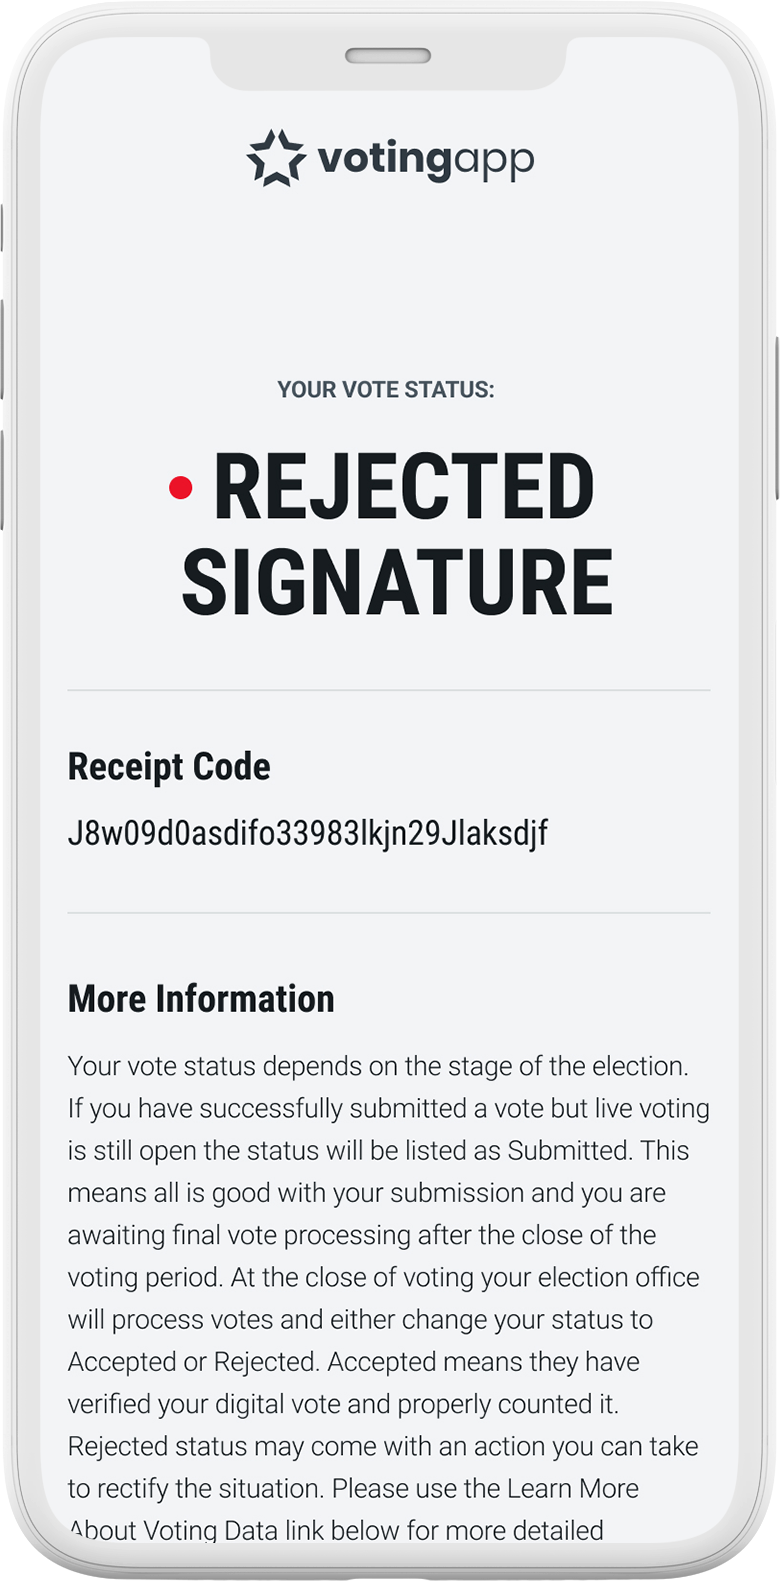 votingapp
YOUR VOTE STATUS:
REJECTED
SIGNATURE
Receipt Code
J8w09d0asdifo33983lkjn29Jlaksdjf
More Information
Your vote status depends on the stage of the election.
If you have successfully submitted a vote but live voting
is still open the status will be listed as Submitted. This
means all is good with your submission and you are
awaiting final vote processing after the close of the
voting period. At the close of voting your election office
will process votes and either change your status to
Accepted or Rejected. Accepted means they have
verified your digital vote and properly counted it.
Rejected status may come with an action you can take
to rectify the situation. Please use the Learn More
About Voting Data link below for more detailed